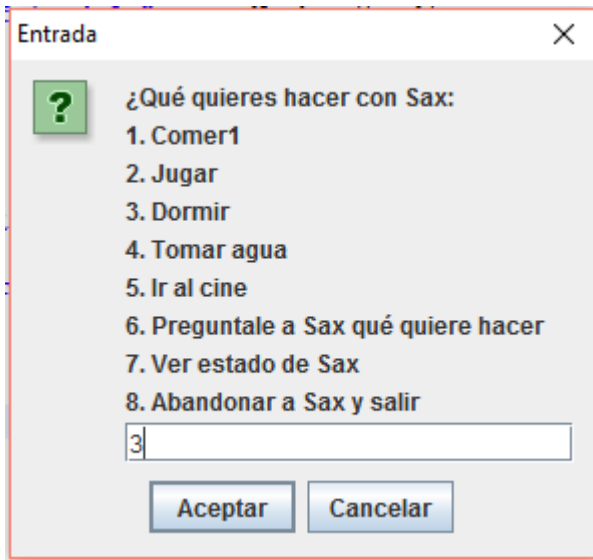 Entrada
¿Qué quieres hacer con Sax:
1. Comer1
2. Jugar
3. Dormir
4. Tomar agua
5. Ir al cine
6. Preguntale a Sax qué quiere hacer
7. Ver estado de Sax
8. Abandonar a Sax y salir
3
Aceptar Cancelar